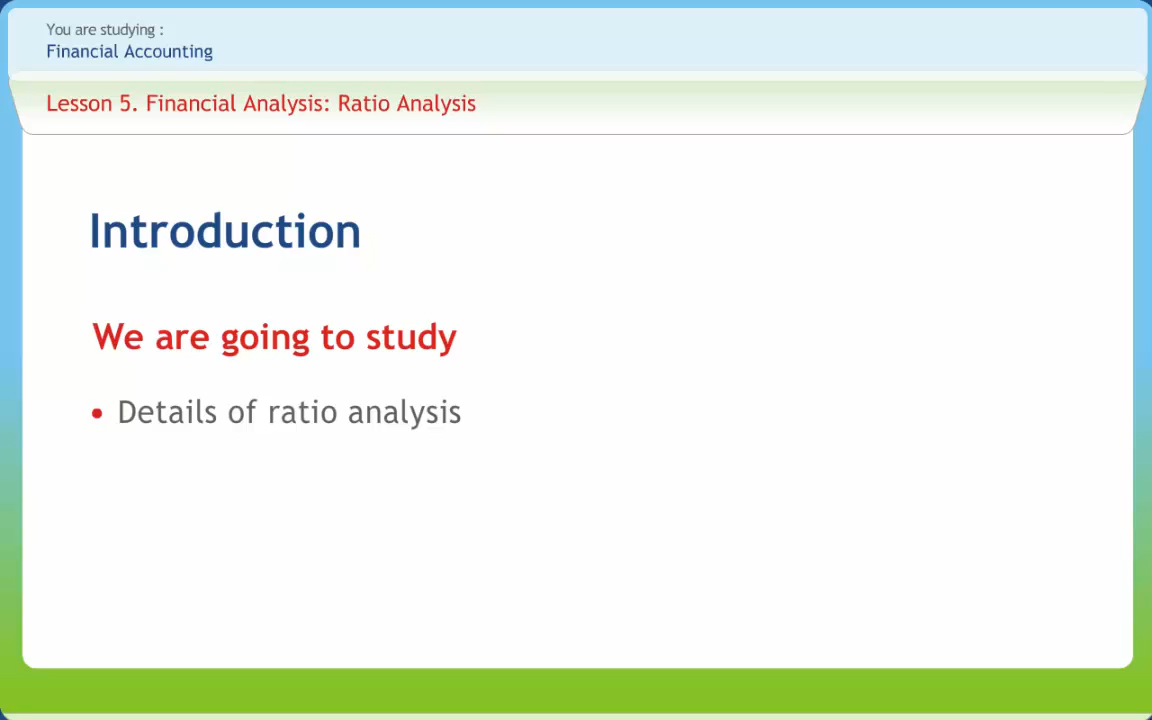 You are studying :
Financial Accounting
Lesson 5. Financial Analysis: Ratio Analysis
Introduction
We are going to study
• Details of ratio analysis